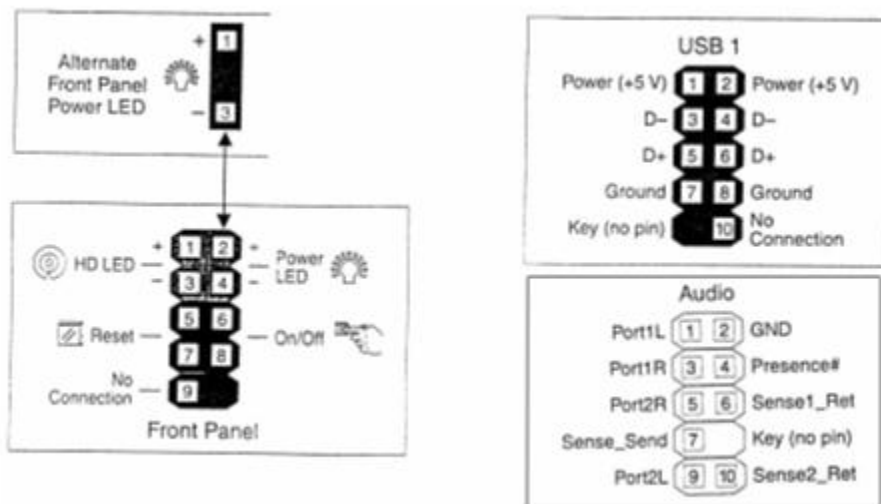 + 1
Alternate
Front Panel
Power LED
- 3
+ 1 2 +
HD LED
Power
LED
- 3 4 -
5 6
Reset
On/Off
7 8
No
Connection
9
Front Panel
USB 1
Power (+5 V) 1 2 Power (+5 V)
D- 3 4 D-
D+ 5 6 D+
Ground 7 8 Ground
Key (no pin) 10 No
Connection
Audio
Port1L 1 2 GND
Port1R 3 4 Presence#
Port2R 5 6 Sense1_Ret
Sense_Send 7 Key (no pin)
Port2L 9 10 Sense2_Ret